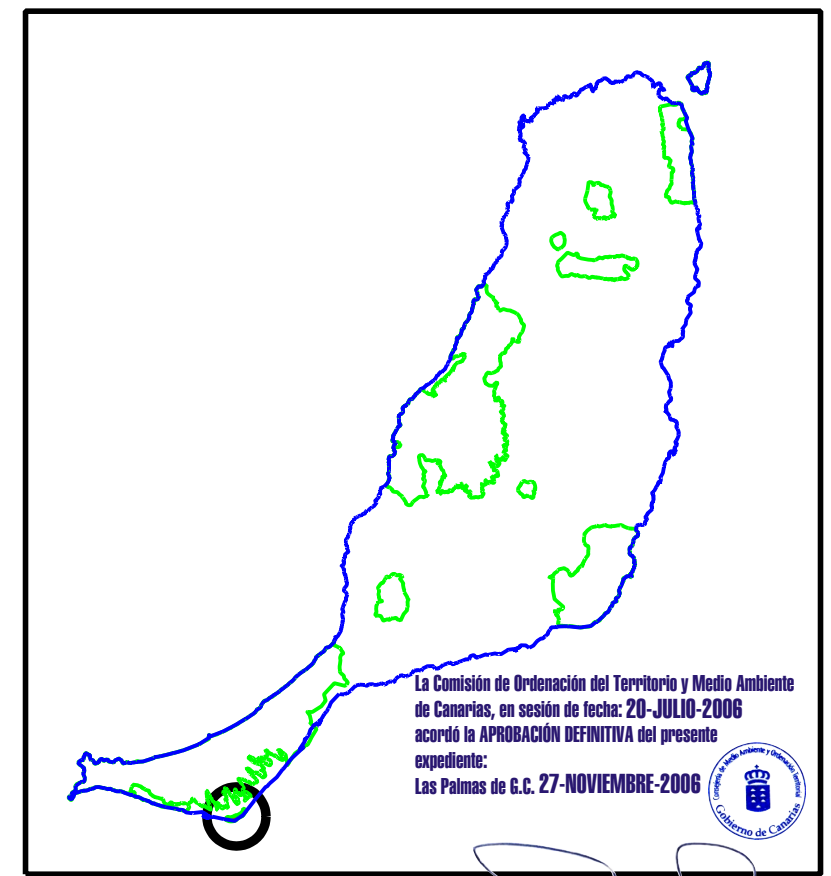 La Comisión de Ordenación del Territorio y Medio Ambiente
de Canarias, en sesión de fecha: 20-JULIO-2006
acordó la APROBACIÓN DEFINITIVA del presente
expediente:
Las Palmas de G.C. 27-NOVIEMBRE-2006
Consejería de Medio Ambiente y Ordenación Territorial
Gobierno de Canarias